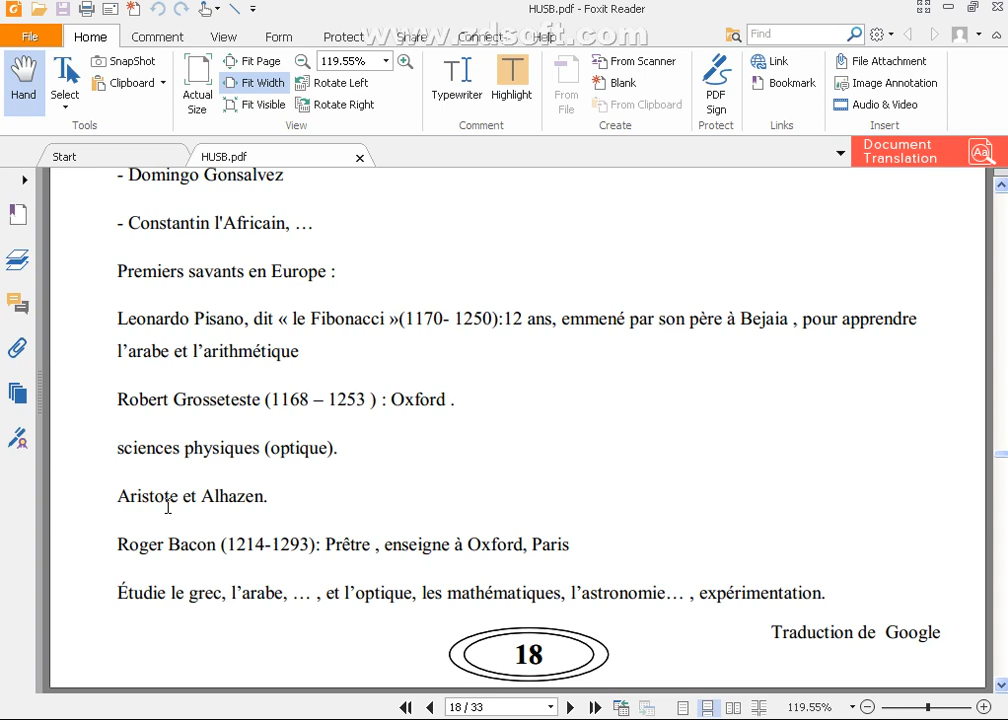 HUSB.pdf - Foxit Reader
www.zdsoft.com
File Home Comment View Form Protect Share Connect Help Find
Hand Select SnapShot Clipboard Actual Size Fit Page Fit Width Fit Visible 119.55% Rotate Left Rotate Right Typewriter Highlight From File From Scanner Blank From Clipboard PDF Sign Link Bookmark File Attachment Image Annotation Audio & Video
Tools View Comment Create Protect Links Insert
Start HUSB.pdf Document Translation
- Domingo Gonsalvez
- Constantin l'Africain, …
Premiers savants en Europe :
Leonardo Pisano, dit « le Fibonacci »(1170- 1250):12 ans, emmené par son père à Bejaia , pour apprendre
l’arabe et l’arithmétique
Robert Grosseteste (1168 – 1253 ) : Oxford .
sciences physiques (optique).
Aristote et Alhazen.
Roger Bacon (1214-1293): Prêtre , enseigne à Oxford, Paris
Étudie le grec, l’arabe, … , et l’optique, les mathématiques, l’astronomie… , expérimentation.
Traduction de Google
18
18 / 33 119.55%